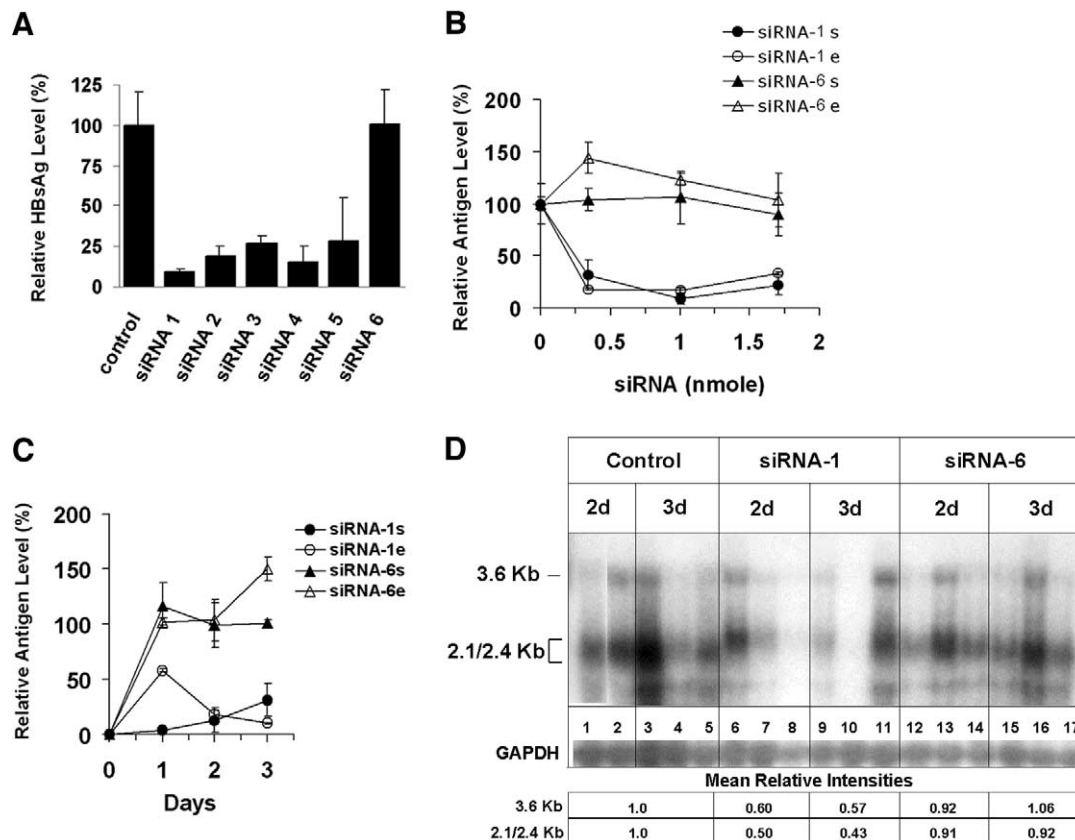 A
Relative HBsAg Level (%)
125
100
75
50
25
0
control
siRNA 1
siRNA 2
siRNA 3
siRNA 4
siRNA 5
siRNA 6
B
siRNA-1 s
siRNA-1 e
siRNA-6 s
siRNA-6 e
Relative Antigen Level (%)
200
150
100
50
0
0 0.5 1 1.5 2
siRNA (nmole)
C
siRNA-1s
siRNA-1e
siRNA-6s
siRNA-6e
Relative Antigen Level (%)
200
150
100
50
0
0 1 2 3
Days
D
Control siRNA-1 siRNA-6
2d 3d 2d 3d 2d 3d
3.6 Kb
2.1/2.4 Kb
1 2 3 4 5 6 7 8 9 10 11 12 13 14 15 16 17
GAPDH
Mean Relative Intensities
3.6 Kb 1.0 0.60 0.57 0.92 1.06
2.1/2.4 Kb 1.0 0.50 0.43 0.91 0.92